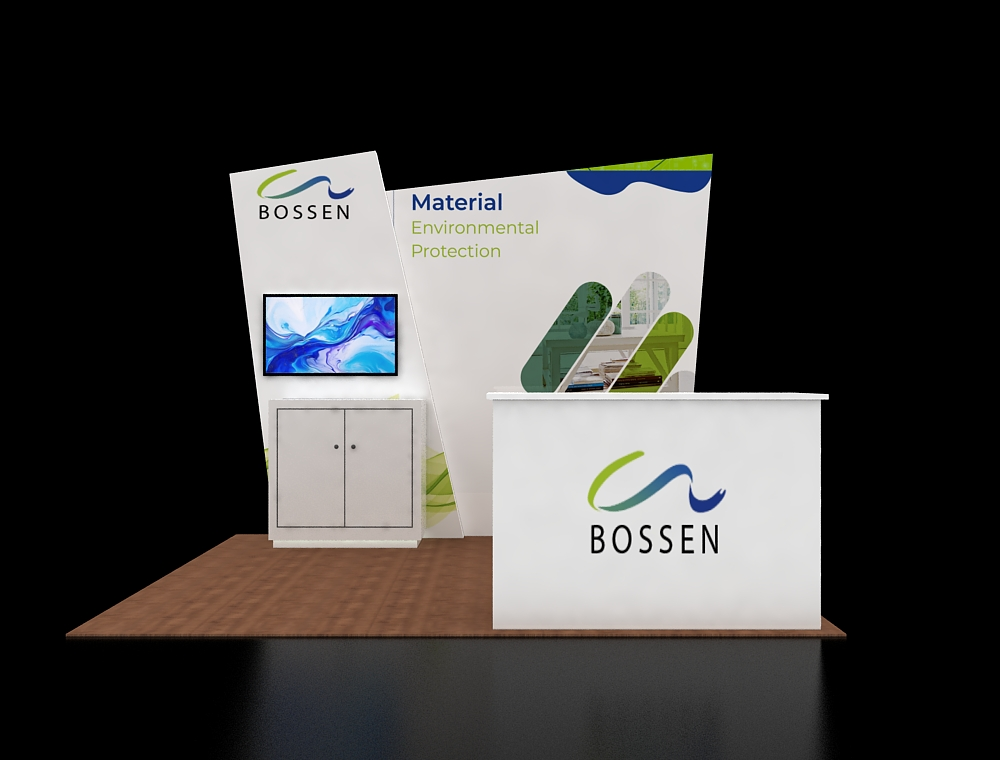 BOSSEN
Material
Environmental
Protection
BOSSEN